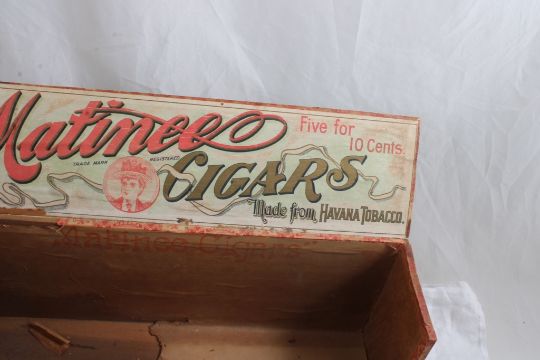 Matinee
Five for
10 Cents.
TRADE MARK
REGISTERED
CIGARS
Made from HAVANA TOBACCO.
Matinee Cigars